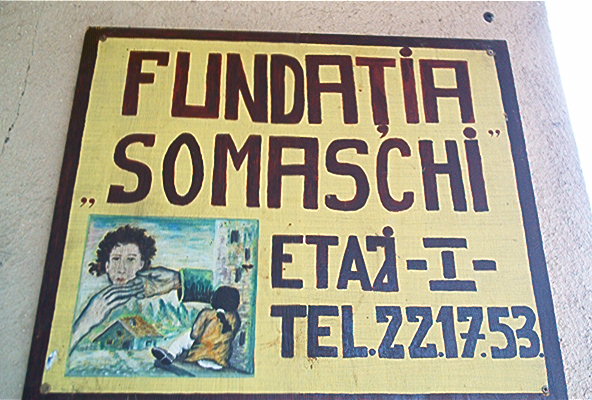 FUNDAȚIA
„SOMASCHI”
ETAJ -I-
TEL.22.17.53.